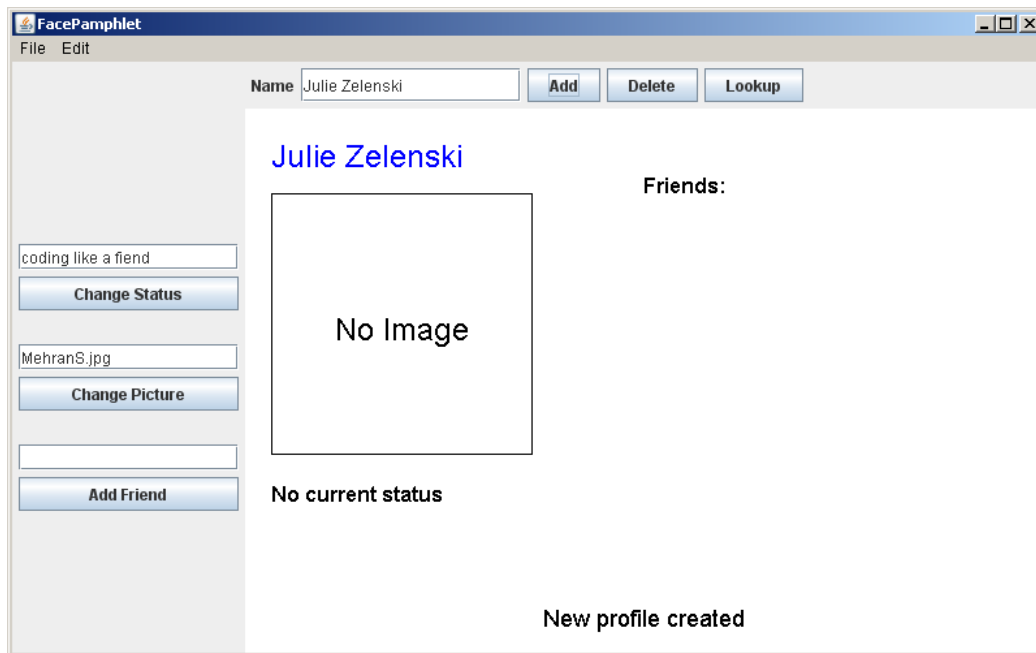 FacePamphlet
File Edit
Name Julie Zelenski Add Delete Lookup
Julie Zelenski
Friends:
coding like a fiend
Change Status
No Image
MehranS.jpg
Change Picture
Add Friend
No current status
New profile created